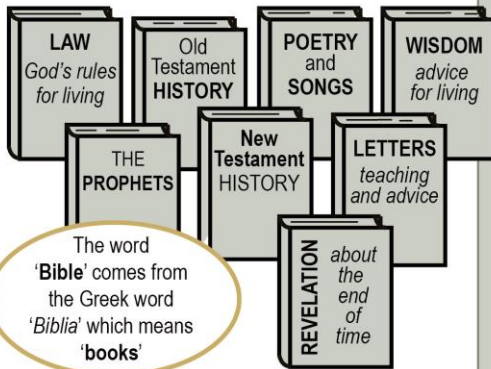 LAW
God's rules
for living
Old
Testament
HISTORY
POETRY
and
SONGS
WISDOM
advice
for living
THE
PROPHETS
New
Testament
HISTORY
LETTERS
teaching
and advice
REVELATION
about
the
end
of
time
The word
‘Bible’ comes from
the Greek word
‘Biblia’ which means
‘books’